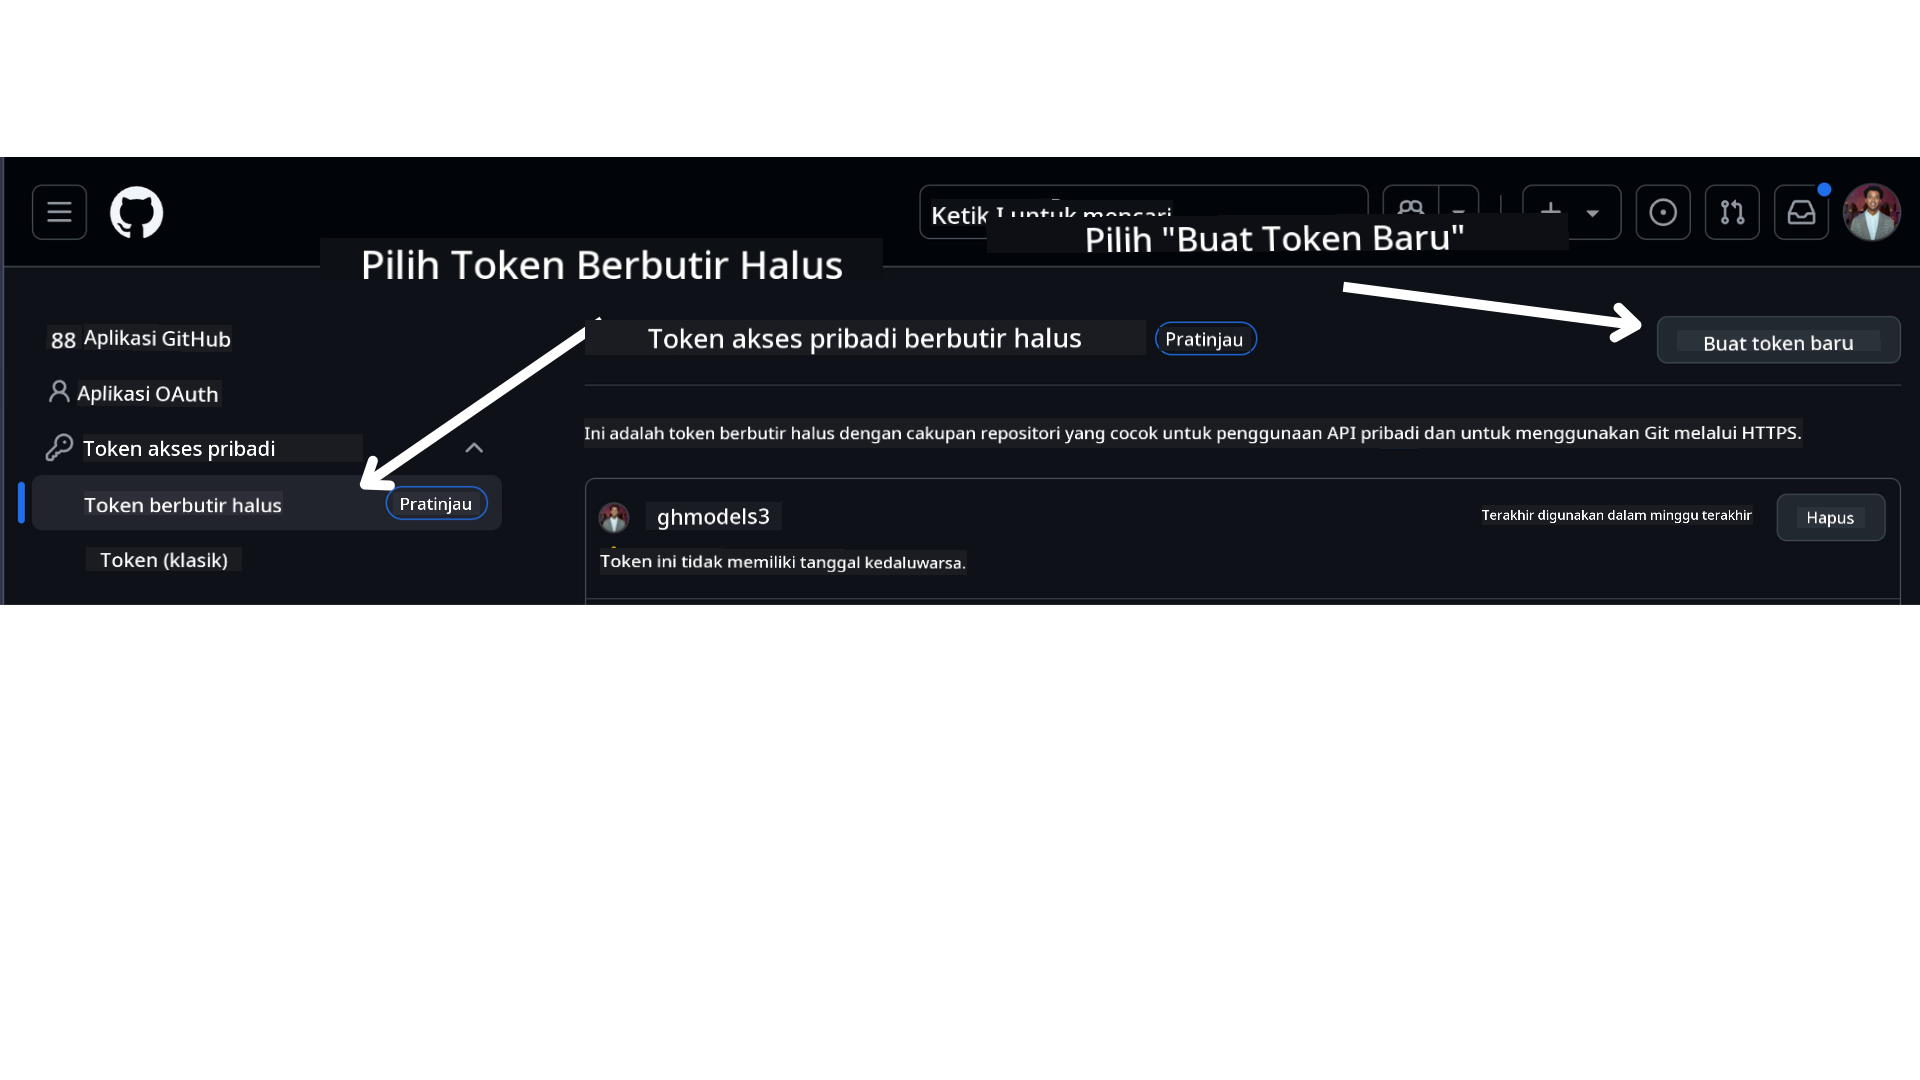 Ketik untuk mencari
Pilih "Buat Token Baru"
Pilih Token Berbutir Halus
88 Aplikasi GitHub
Aplikasi OAuth
Token akses pribadi
Token berbutir halus Pratinjau
Token (klasik)
Token akses pribadi berbutir halus Pratinjau
Buat token baru
Ini adalah token berbutir halus dengan cakupan repositori yang cocok untuk penggunaan API pribadi dan untuk menggunakan Git melalui HTTPS.
ghmodels3
Terakhir digunakan dalam minggu terakhir
Hapus
Token ini tidak memiliki tanggal kedaluwarsa.